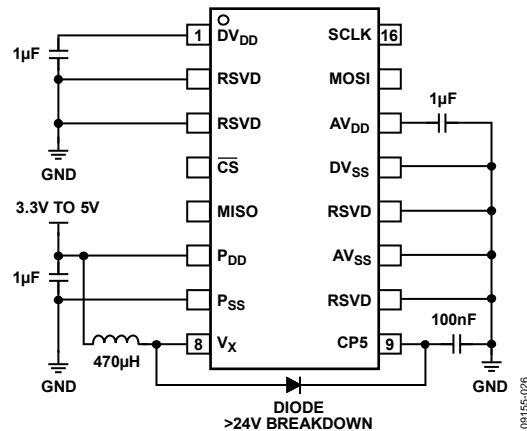 1 DVDD SCLK 16
1µF
RSVD MOSI
1µF
RSVD AVDD
GND
CS DVSS
3.3V TO 5V
MISO RSVD
PDD AVSS
1µF
PSS RSVD
100nF
8 VX CP5 9
470µH
GND GND
DIODE
>24V BREAKDOWN
09155-026